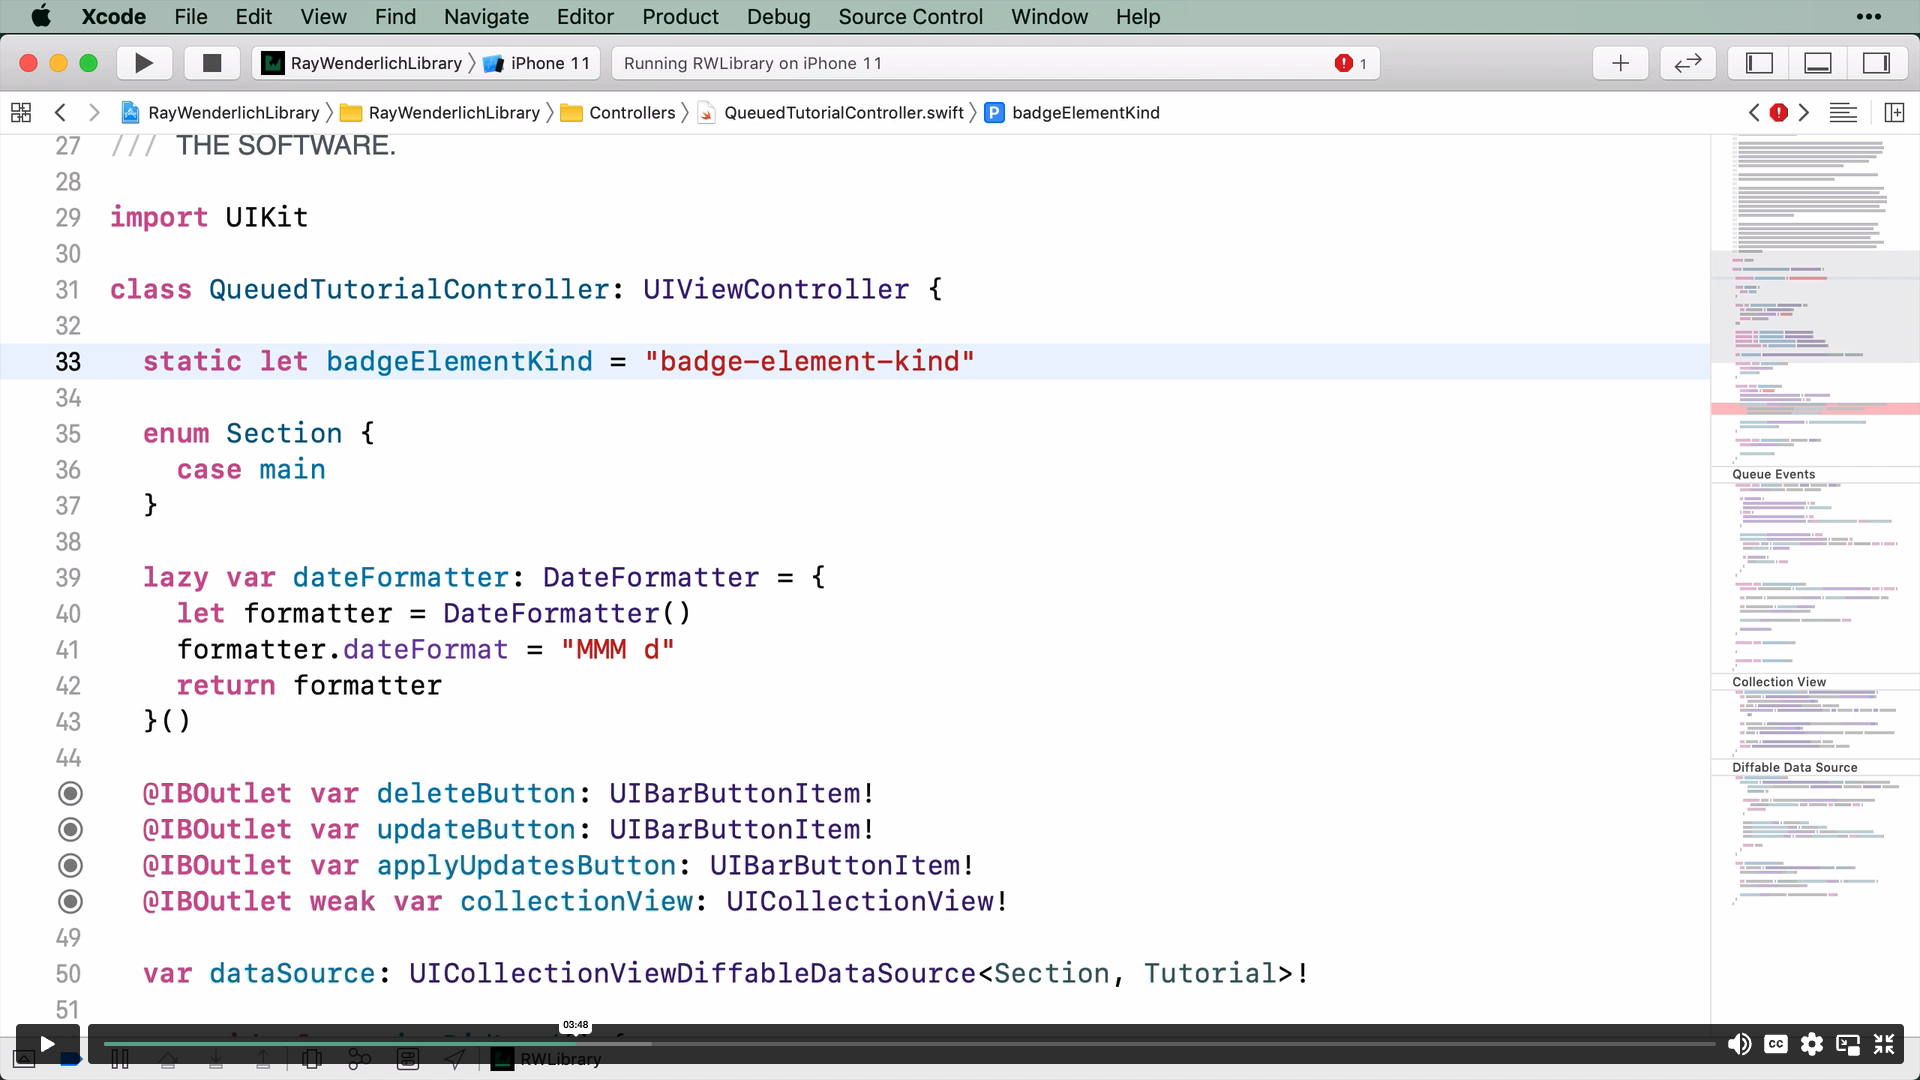 Xcode File Edit View Find Navigate Editor Product Debug Source Control Window Help •••
RayWenderlichLibrary iPhone 11 Running RWLibrary on iPhone 11 1
RayWenderlichLibrary RayWenderlichLibrary Controllers QueuedTutorialController.swift P badgeElementKind
27 /// THE SOFTWARE.
28
29 import UIKit
30
31 class QueuedTutorialController: UIViewController {
32
33 static let badgeElementKind = "badge-element-kind"
34
35 enum Section {
36 case main
37 }
38
39 lazy var dateFormatter: DateFormatter = {
40 let formatter = DateFormatter()
41 formatter.dateFormat = "MMM d"
42 return formatter
43 }()
44
@IBOutlet var deleteButton: UIBarButtonItem!
@IBOutlet var updateButton: UIBarButtonItem!
@IBOutlet var applyUpdatesButton: UIBarButtonItem!
@IBOutlet weak var collectionView: UICollectionView!
49
50 var dataSource: UICollectionViewDiffableDataSource<Section, Tutorial>!
51
Queue Events
Collection View
Diffable Data Source
03:48
CC
RWLibrary